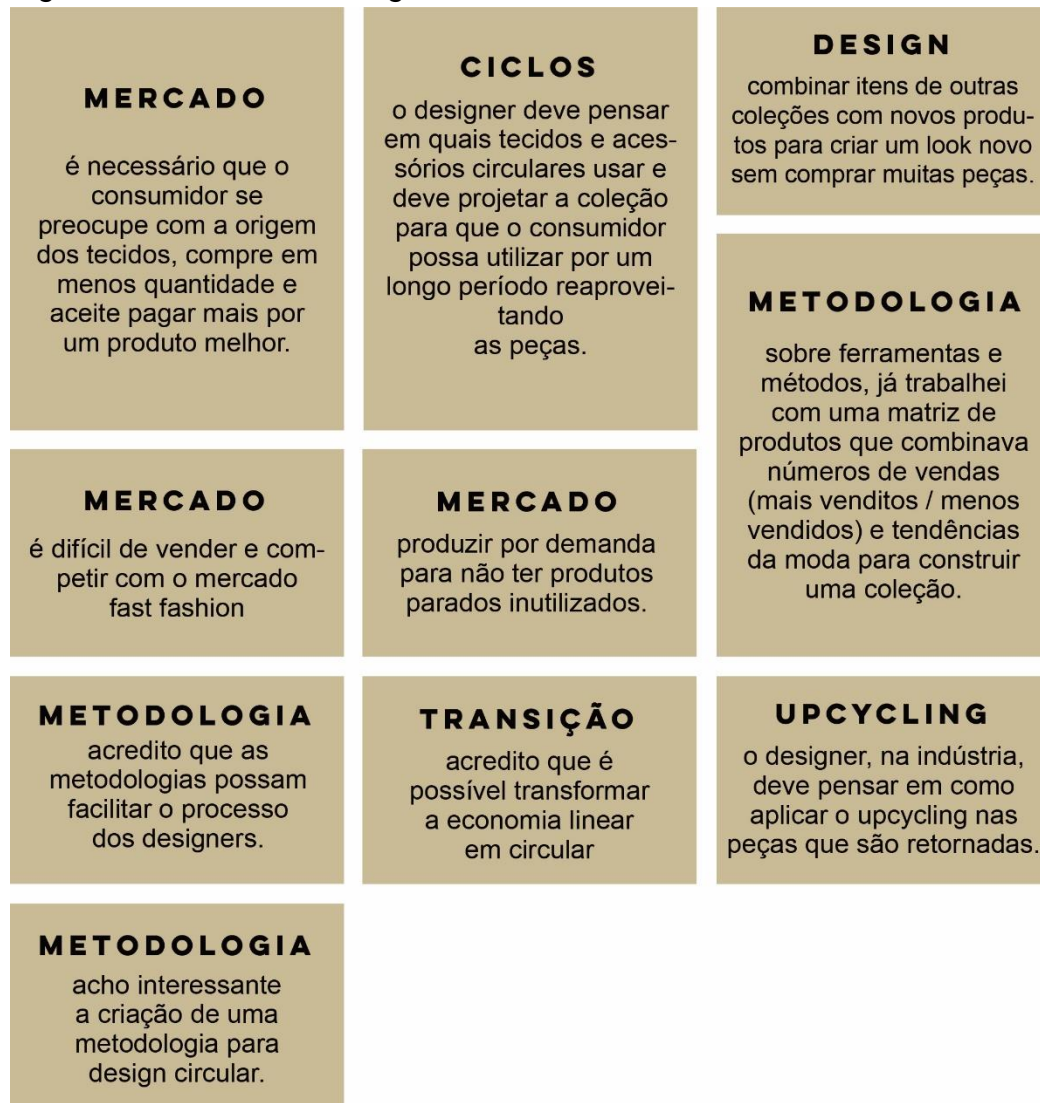 MERCADO
é necessário que o
consumidor se
preocupe com a origem
dos tecidos, compre em
menos quantidade e
aceite pagar mais por
um produto melhor.
CICLOS
o designer deve pensar
em quais tecidos e aces-
sórios circulares usar e
deve projetar a coleção
para que o consumidor
possa utilizar por um
longo período reaprovei-
tando
as peças.
DESIGN
combinar itens de outras
coleções com novos produ-
tos para criar um look novo
sem comprar muitas peças.
METODOLOGIA
sobre ferramentas e
métodos, já trabalhei
com uma matriz de
produtos que combinava
números de vendas
(mais venditos / menos
vendidos) e tendências
da moda para construir
uma coleção.
MERCADO
é difícil de vender e com-
petir com o mercado
fast fashion
MERCADO
produzir por demanda
para não ter produtos
parados inutilizados.
METODOLOGIA
acredito que as
metodologias possam
facilitar o processo
dos designers.
TRANSIÇÃO
acredito que é
possível transformar
a economia linear
em circular
UPCYCLING
o designer, na indústria,
deve pensar em como
aplicar o upcycling nas
peças que são retornadas.
METODOLOGIA
acho interessante
a criação de uma
metodologia para
design circular.